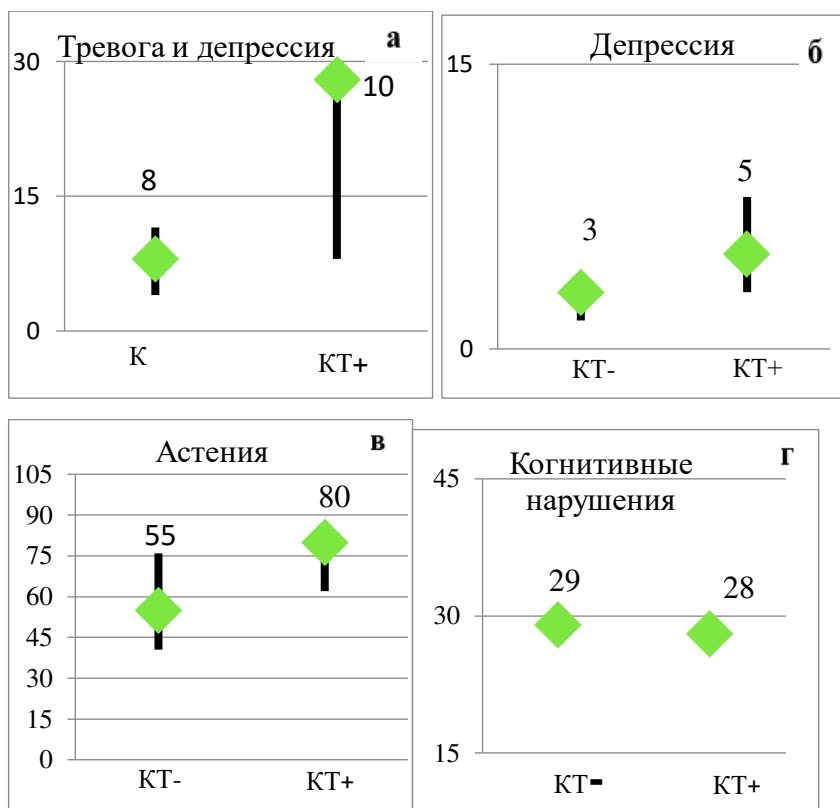 Тревога и депрессия
а
30
15
0
8
10
К
КТ+
Депрессия
б
15
0
3
5
КТ-
КТ+
Астения
в
105
90
75
60
45
30
15
0
55
80
КТ-
КТ+
Когнитивные
нарушения
г
45
30
15
29
28
КТ-
КТ+